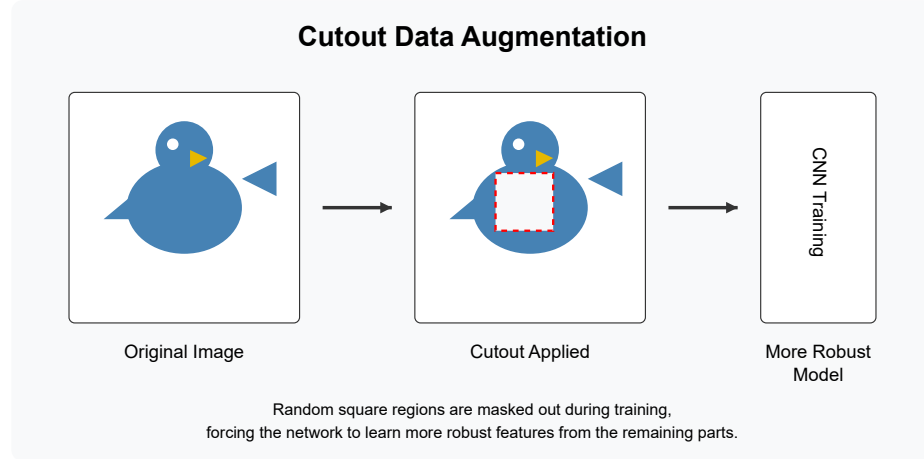 Cutout Data Augmentation
CNN Training
Original Image
Cutout Applied
More Robust
Model
Random square regions are masked out during training,
forcing the network to learn more robust features from the remaining parts.